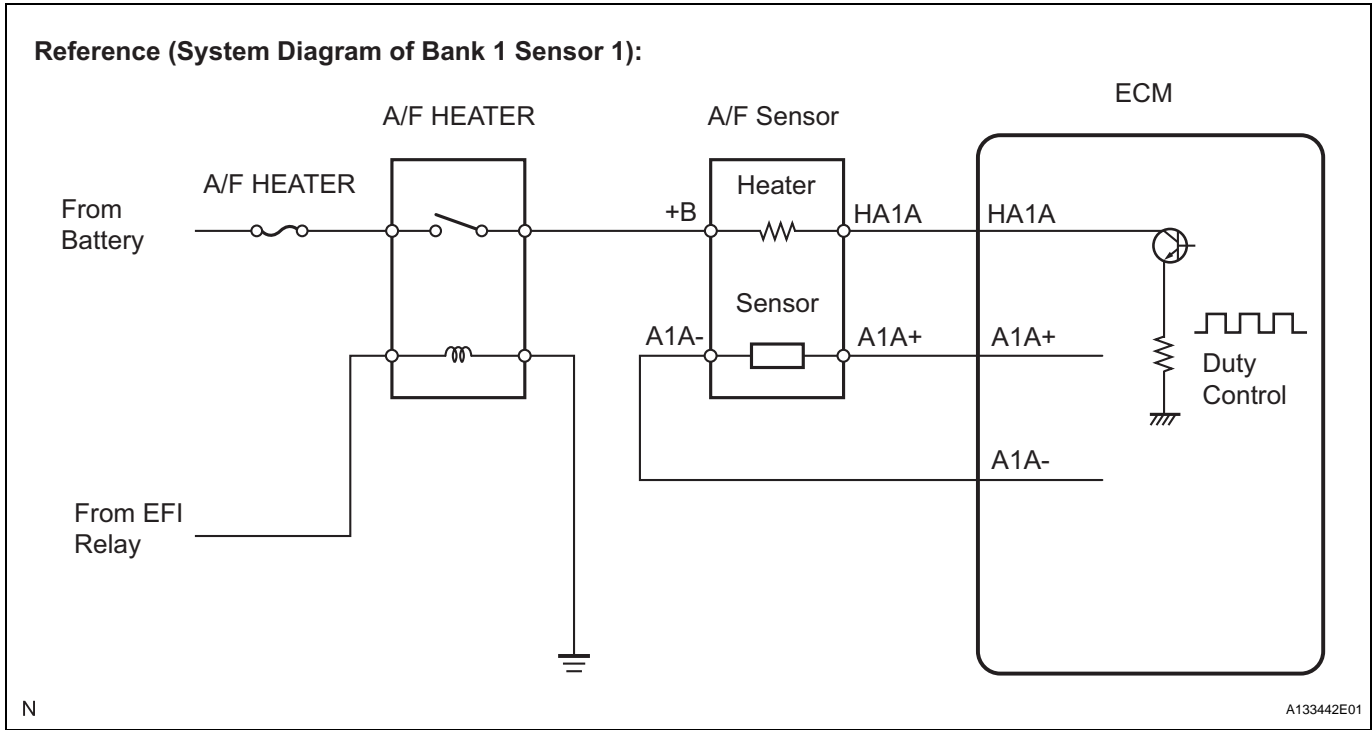 Reference (System Diagram of Bank 1 Sensor 1):
ECM
A/F HEATER
A/F Sensor
A/F HEATER
Heater
From
Battery
+B
HA1A
HA1A
Sensor
A1A-
A1A+
A1A+
Duty
Control
A1A-
From EFI
Relay
N
A133442E01